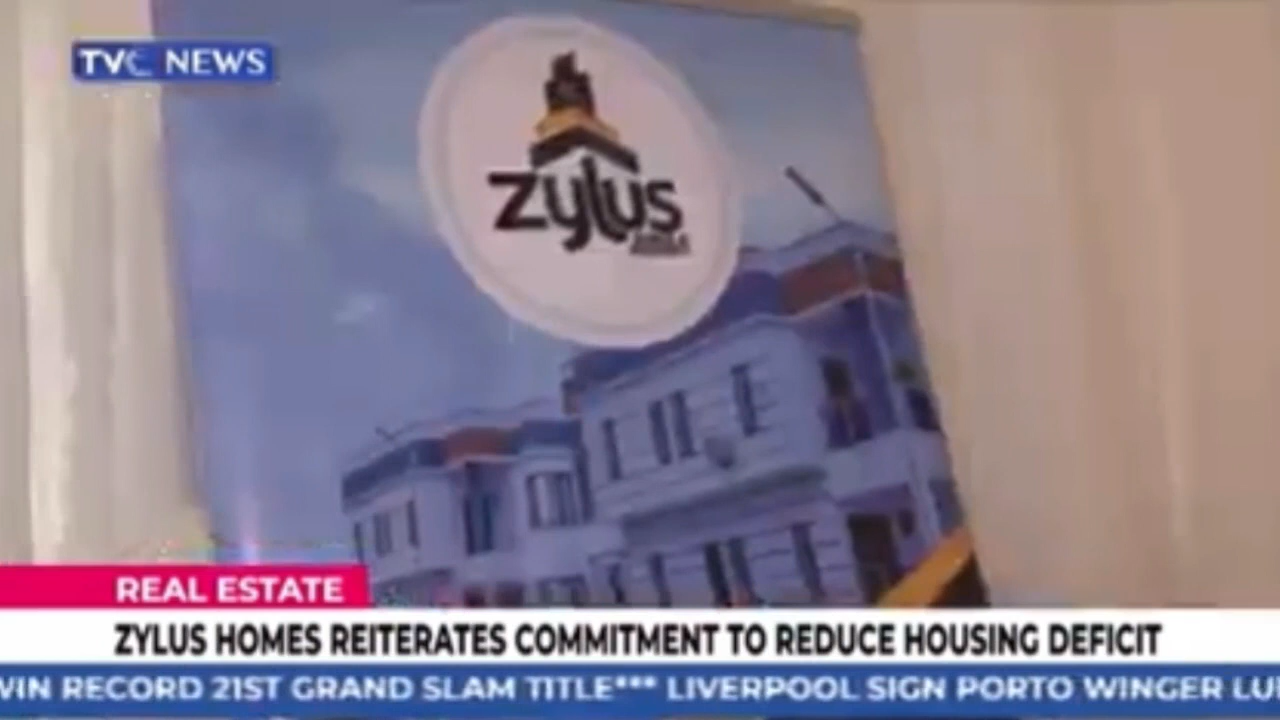 TVC NEWS
Zylus
REAL ESTATE
ZYLUS HOMES REITERATES COMMITMENT TO REDUCE HOUSING DEFICIT
WIN RECORD 21ST GRAND SLAM TITLE*** LIVERPOOL SIGN PORTO WINGER